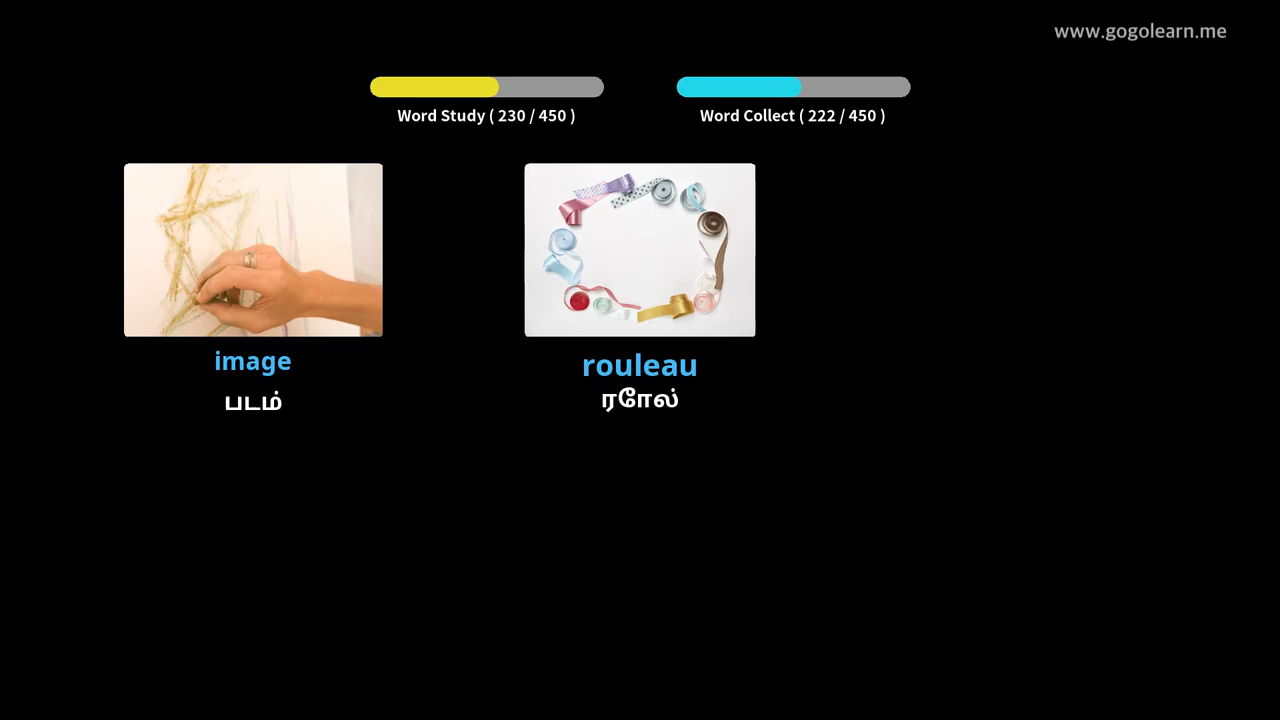 www.gogolearn.me
Word Study ( 230 / 450 )
Word Collect ( 222 / 450 )
image
படம்
rouleau
ரோல்